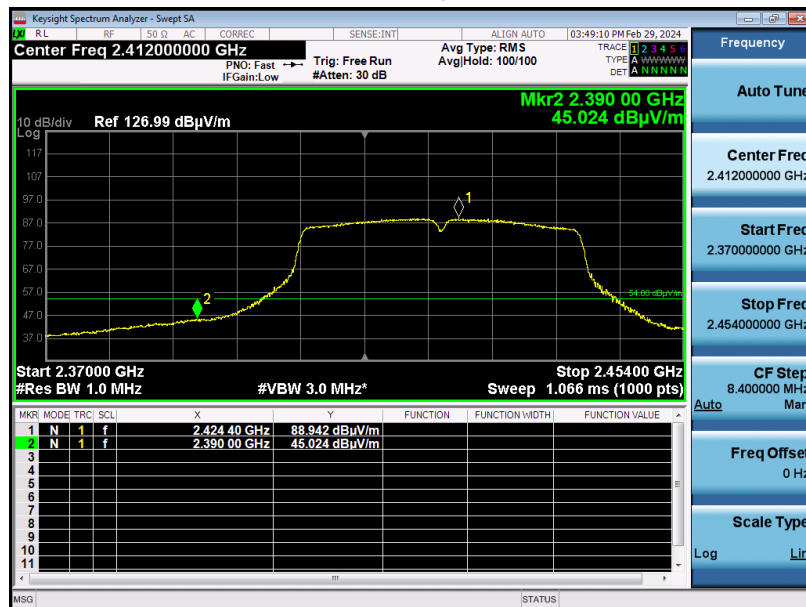 Keysight Spectrum Analyzer - Swept SA
LXI RL RF 50 Ω AC CORREC SENSE:INT ALIGN AUTO 03:49:10 PM Feb 29, 2024
Center Freq 2.412000000 GHz
PNO: Fast
IFGain:Low
Trig: Free Run
#Atten: 30 dB
Avg Type: RMS
Avg|Hold: 100/100
TRACE 1 2 3 4 5 6
TYPE A WWWWW
DET A N N N N N
Mkr2 2.390 00 GHz
45.024 dBµV/m
10 dB/div Ref 126.99 dBµV/m
Log
117
107
97.0
87.0
77.0
67.0
57.0
47.0
37.0
1
2
54.00 dBµV/m
Start 2.37000 GHz Stop 2.45400 GHz
#Res BW 1.0 MHz #VBW 3.0 MHz* Sweep 1.066 ms (1000 pts)
MKR MODE TRC SCL X Y FUNCTION FUNCTION WIDTH FUNCTION VALUE
1 N 1 f 2.424 40 GHz 88.942 dBµV/m
2 N 1 f 2.390 00 GHz 45.024 dBµV/m
3
4
5
6
7
8
9
10
11
MSG STATUS
Frequency
Auto Tune
Center Freq
2.412000000 GHz
Start Freq
2.370000000 GHz
Stop Freq
2.454000000 GHz
CF Step
8.400000 MHz
Auto Man
Freq Offset
0 Hz
Scale Type
Log Lin